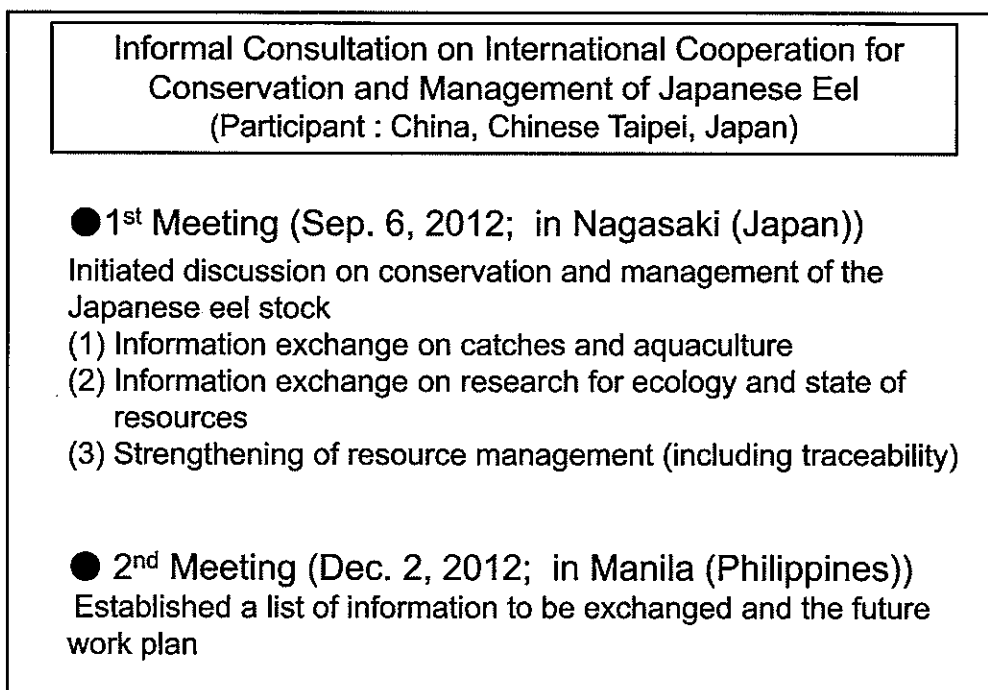 Informal Consultation on International Cooperation for
Conservation and Management of Japanese Eel
(Participant : China, Chinese Taipei, Japan)
●1st Meeting (Sep. 6, 2012;  in Nagasaki (Japan))
Initiated discussion on conservation and management of the
Japanese eel stock
(1) Information exchange on catches and aquaculture
(2) Information exchange on research for ecology and state of
resources
(3) Strengthening of resource management (including traceability)
● 2nd Meeting (Dec. 2, 2012;  in Manila (Philippines))
Established a list of information to be exchanged and the future
work plan